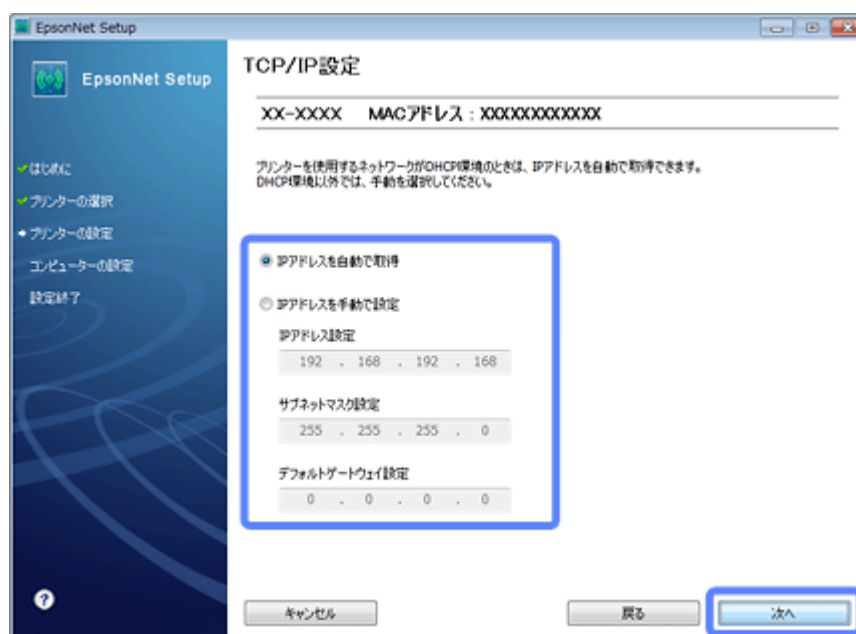 EpsonNet Setup
EpsonNet Setup
はじめに
プリンターの選択
プリンターの設定
コンピューターの設定
設定終了
TCP/IP設定
XX-XXXX MACアドレス：XXXXXXXXXXXX
プリンターを使用するネットワークがDHCP環境のときは、IPアドレスを自動で取得できます。
DHCP環境以外では、手動を選択してください。
IPアドレスを自動で取得
IPアドレスを手動で設定
IPアドレス設定
192 . 168 . 192 . 168
サブネットマスク設定
255 . 255 . 255 . 0
デフォルトゲートウェイ設定
0 . 0 . 0 . 0
?
キャンセル 戻る 次へ